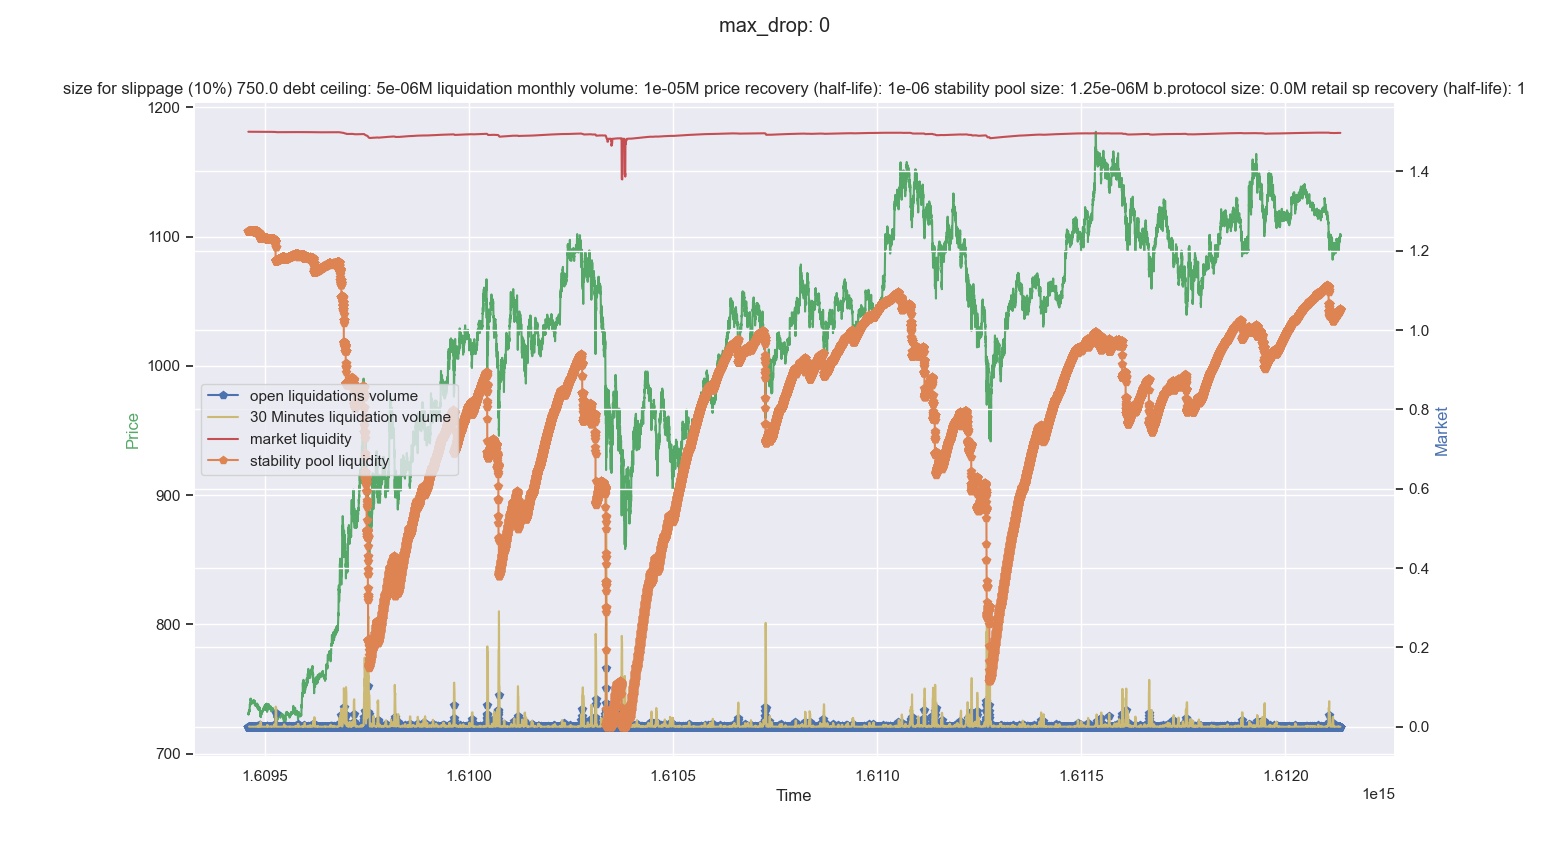 max_drop: 0
size for slippage (10%) 750.0 debt ceiling: 5e-06M liquidation monthly volume: 1e-05M price recovery (half-life): 1e-06 stability pool size: 1.25e-06M b.protocol size: 0.0M retail sp recovery (half-life): 1
1200
1100
1000
900
800
700
Price
open liquidations volume
30 Minutes liquidation volume
market liquidity
stability pool liquidity
1.4
1.2
1.0
0.8
0.6
0.4
0.2
0.0
Market
1.6095 1.6100 1.6105 1.6110 1.6115 1.6120
1e15
Time